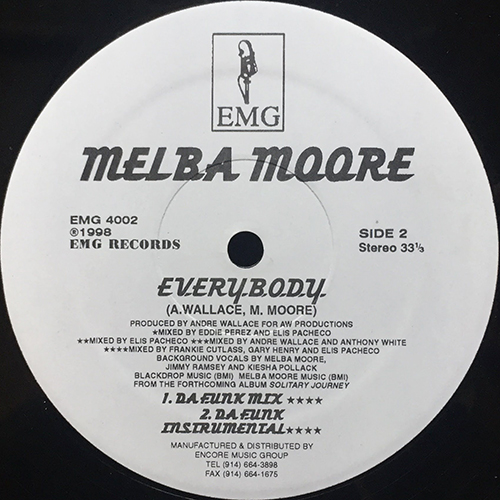 EMG
MELBA MOORE
EMG 4002
℗1998
EMG RECORDS
SIDE 2
Stereo 33⅓
EVERYBODY
(A.WALLACE, M. MOORE)
PRODUCED BY ANDRE WALLACE FOR AW PRODUCTIONS
★MIXED BY EDDIE PEREZ AND ELIS PACHECO
★★MIXED BY ELIS PACHECO ★★★MIXED BY ANDRE WALLACE AND ANTHONY WHITE
★★★★MIXED BY FRANKIE CUTLASS, GARY HENRY AND ELIS PACHECO
BACKGROUND VOCALS BY MELBA MOORE,
JIMMY RAMSEY AND KIESHA POLLACK
BLACKDROP MUSIC (BMI) MELBA MOORE MUSIC (BMI)
FROM THE FORTHCOMING ALBUM SOLITARY JOURNEY
1. DA FUNK MIX ★★★★
2. DA FUNK
INSTRUMENTAL★★★★
MANUFACTURED & DISTRIBUTED BY
ENCORE MUSIC GROUP
TEL (914) 664-3898
FAX (914) 664-1675